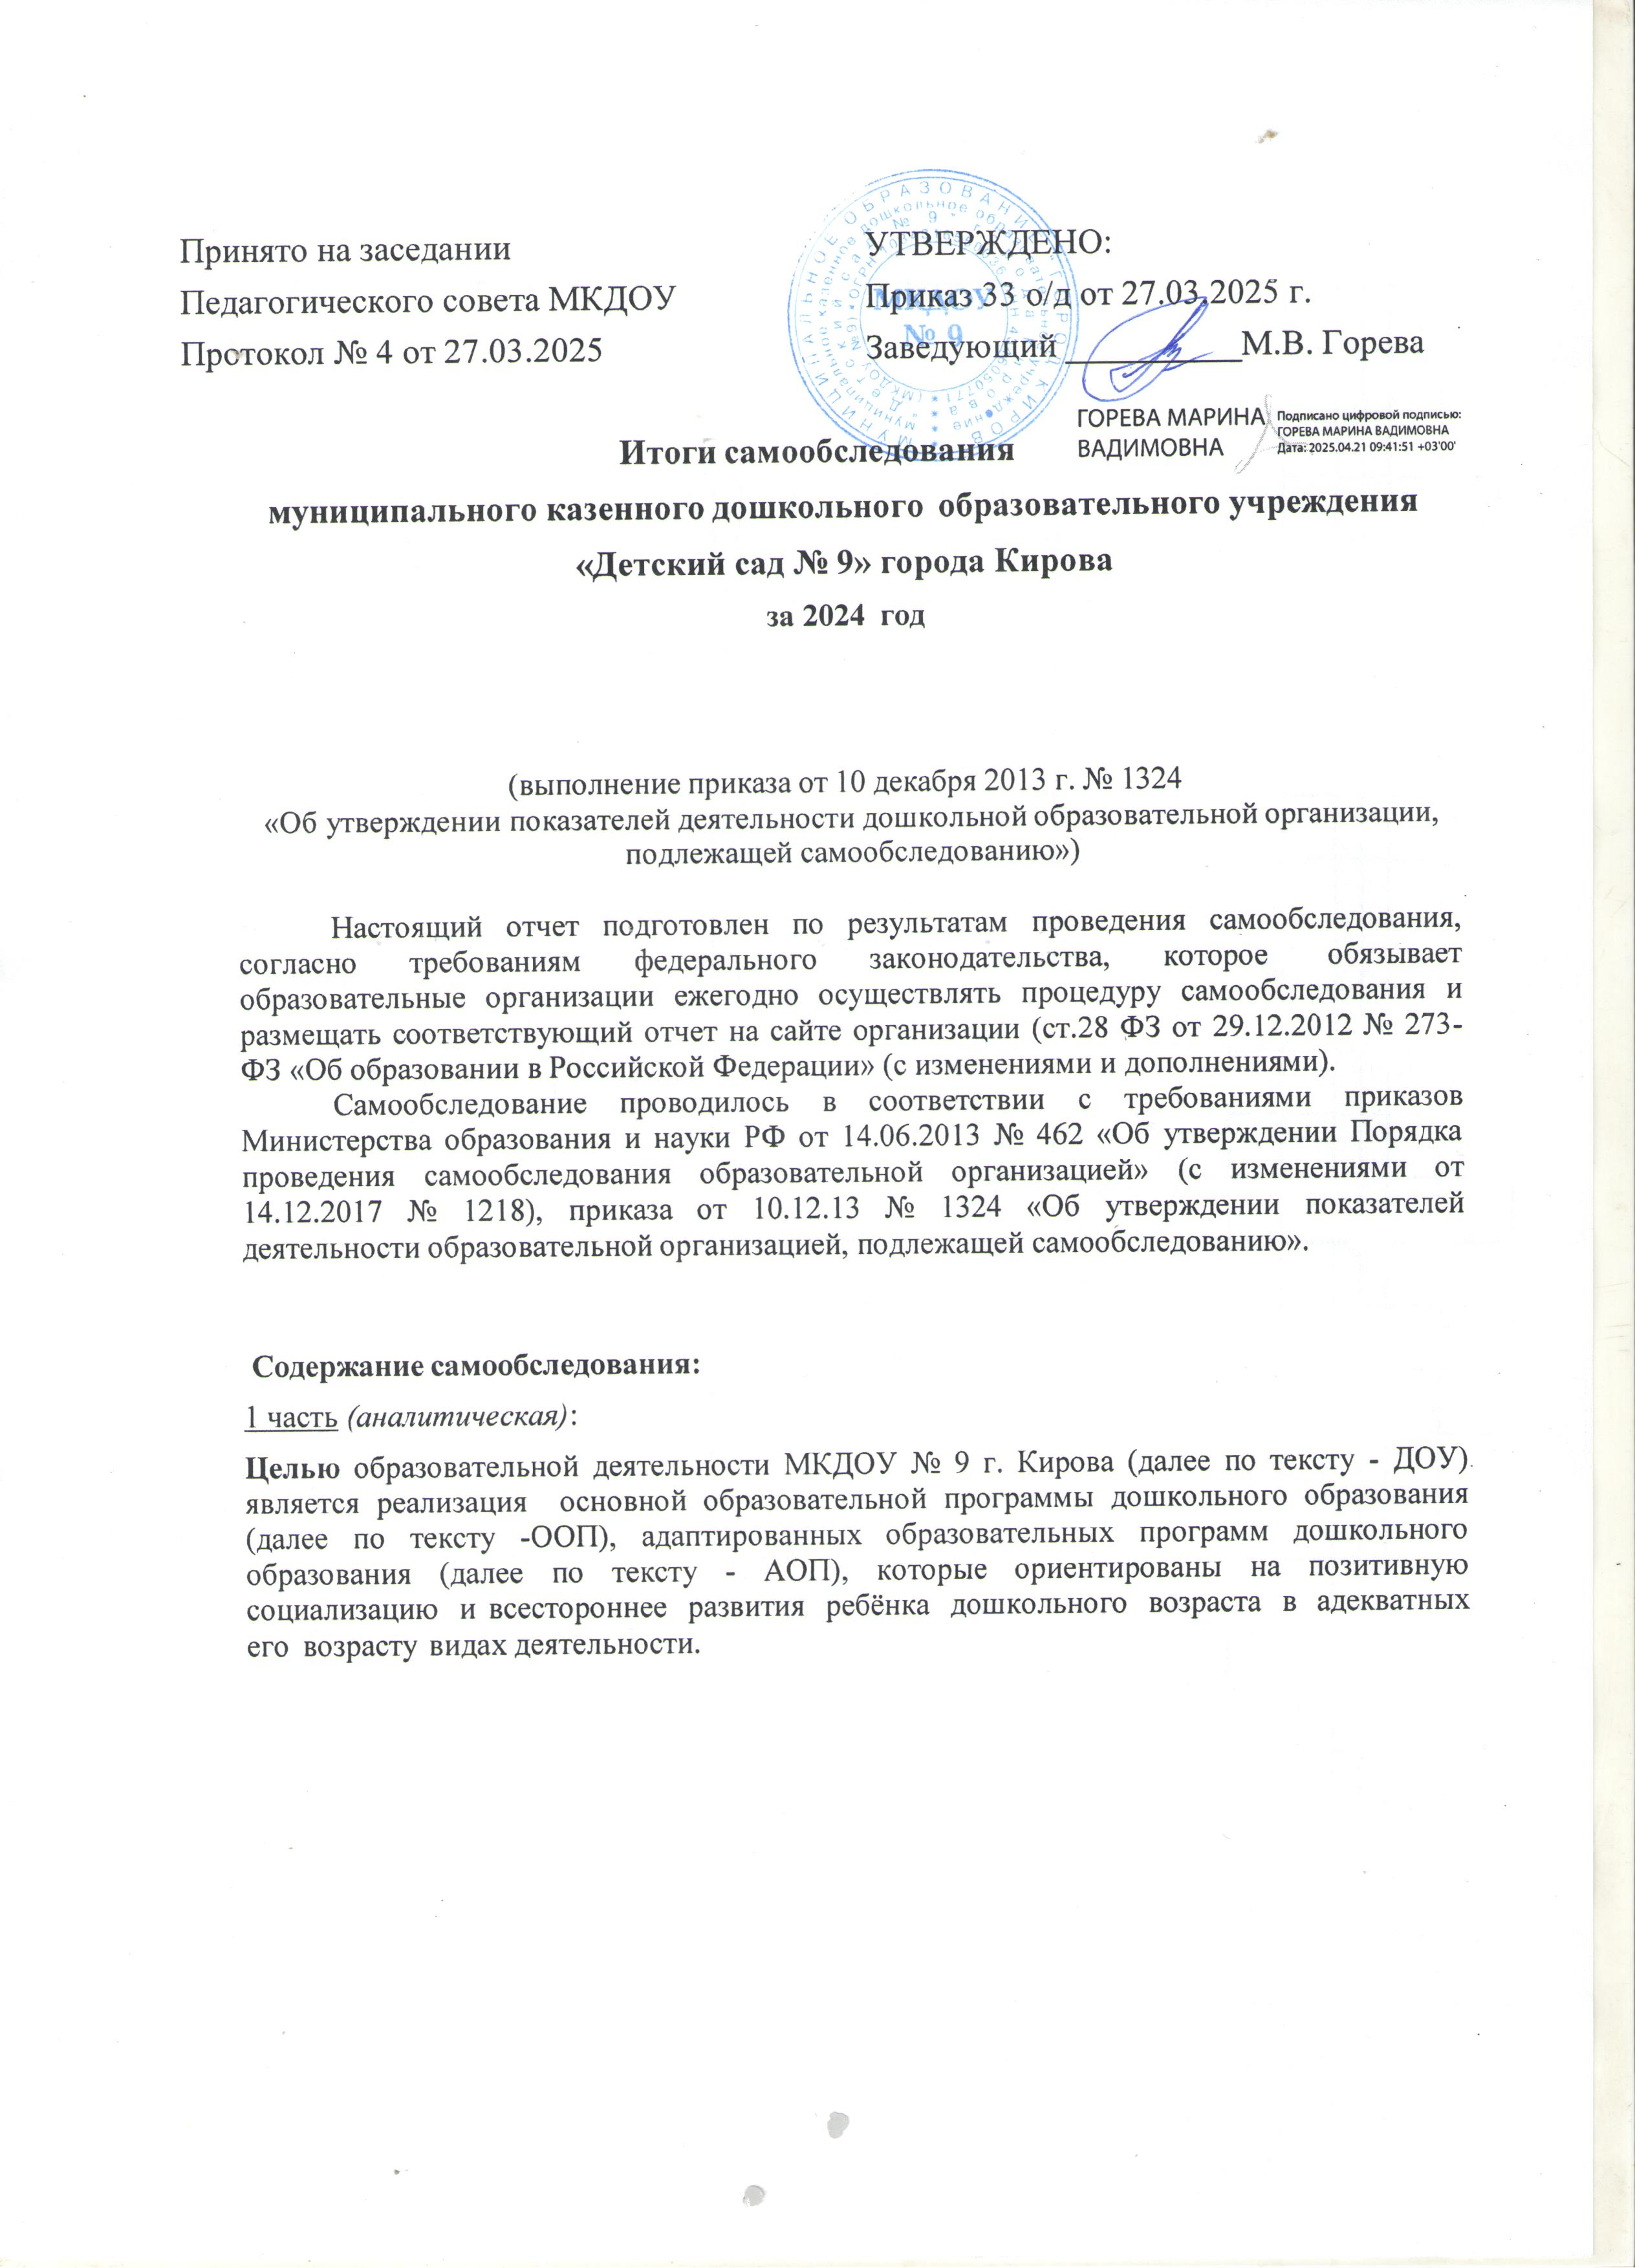 Принято на заседании
Педагогического совета МКДОУ
Протокол № 4 от 27.03.2025
УТВЕРЖДЕНО:
Приказ 33 о/д от 27.03.2025 г.
Заведующий __________М.В. Горева
МКДОУ
№ 9
ГОРЕВА МАРИНА
ВАДИМОВНА
Подписано цифровой подписью:
ГОРЕВА МАРИНА ВАДИМОВНА
Дата: 2025.04.21 09:41:51 +03'00'
Итоги самообследования
муниципального казенного дошкольного образовательного учреждения
«Детский сад № 9» города Кирова
за 2024 год
(выполнение приказа от 10 декабря 2013 г. № 1324
«Об утверждении показателей деятельности дошкольной образовательной организации,
подлежащей самообследованию»)
Настоящий отчет подготовлен по результатам проведения самообследования,
согласно требованиям федерального законодательства, которое обязывает
образовательные организации ежегодно осуществлять процедуру самообследования и
размещать соответствующий отчет на сайте организации (ст.28 ФЗ от 29.12.2012 № 273-
ФЗ «Об образовании в Российской Федерации» (с изменениями и дополнениями).
Самообследование проводилось в соответствии с требованиями приказов
Министерства образования и науки РФ от 14.06.2013 № 462 «Об утверждении Порядка
проведения самообследования образовательной организацией» (с изменениями от
14.12.2017 № 1218), приказа от 10.12.13 № 1324 «Об утверждении показателей
деятельности образовательной организацией, подлежащей самообследованию».
Содержание самообследования:
1 часть (аналитическая):
Целью образовательной деятельности МКДОУ № 9 г. Кирова (далее по тексту - ДОУ)
является реализация основной образовательной программы дошкольного образования
(далее по тексту -ООП), адаптированных образовательных программ дошкольного
образования (далее по тексту - АОП), которые ориентированы на позитивную
социализацию и всестороннее развития ребёнка дошкольного возраста в адекватных
его возрасту видах деятельности.